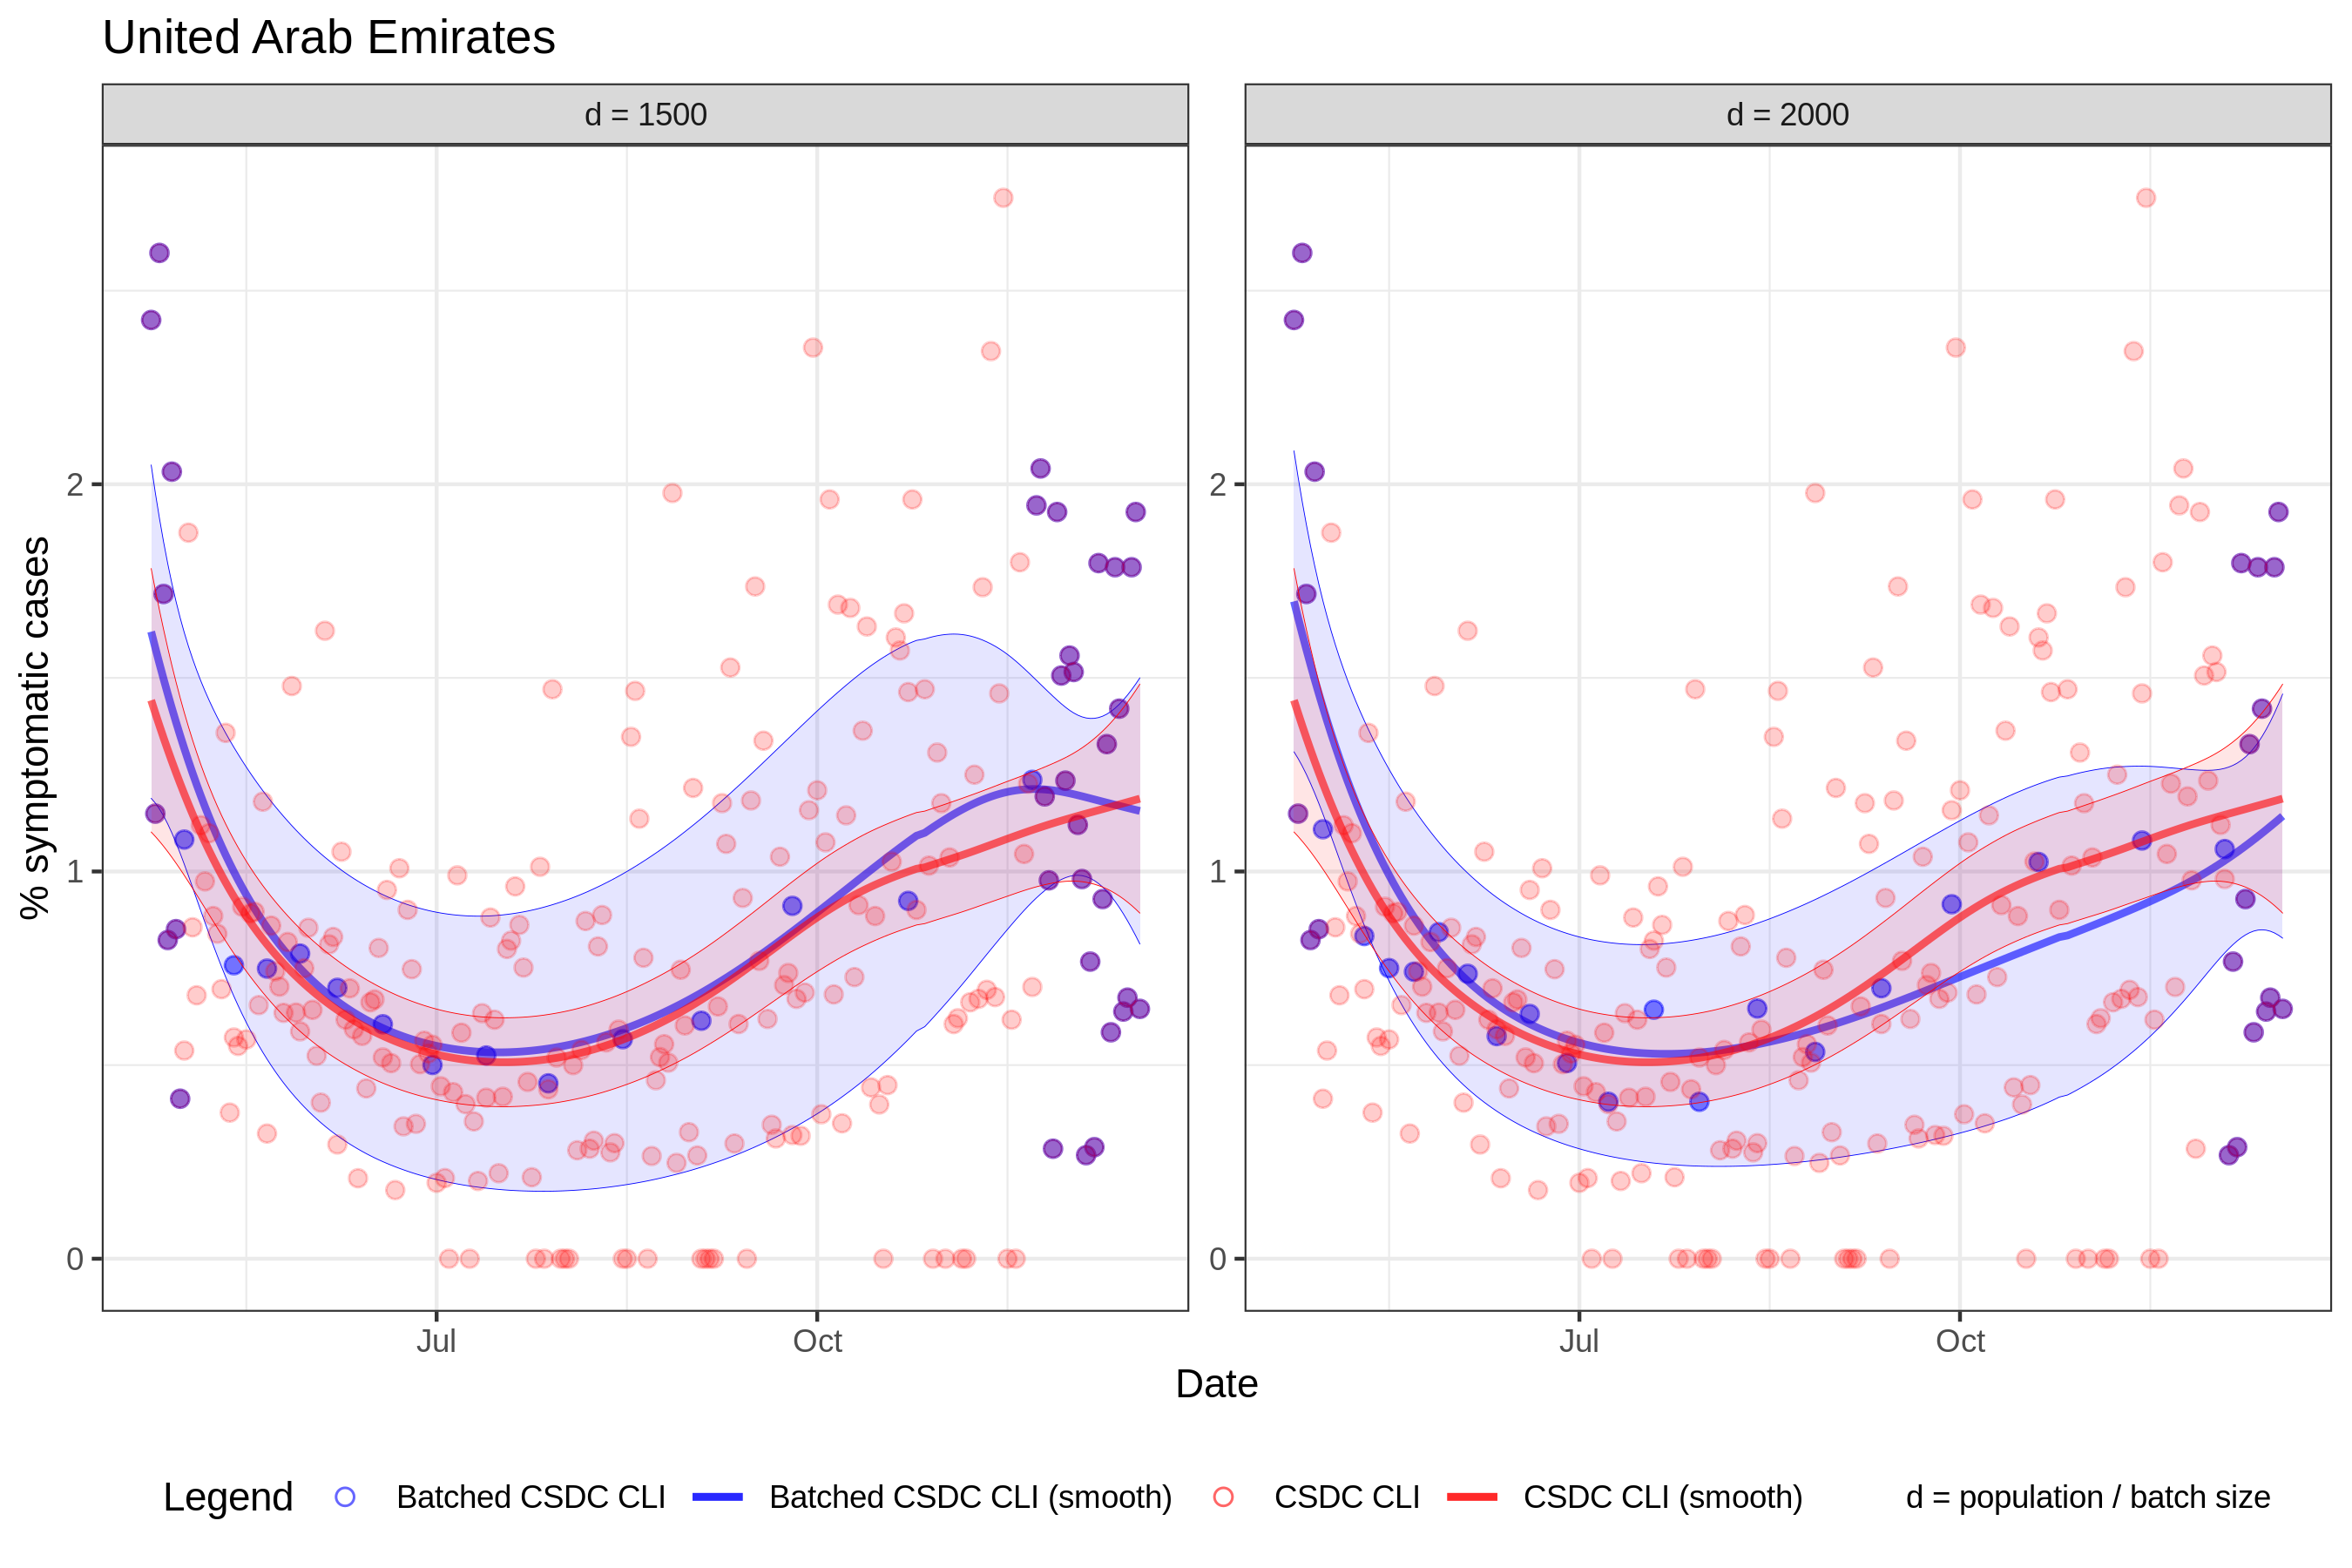 United Arab Emirates
d = 1500
d = 2000
% symptomatic cases
2
1
0
2
1
0
Jul
Oct
Jul
Oct
Date
Legend
Batched CSDC CLI
Batched CSDC CLI (smooth)
CSDC CLI
CSDC CLI (smooth)
d = population / batch size